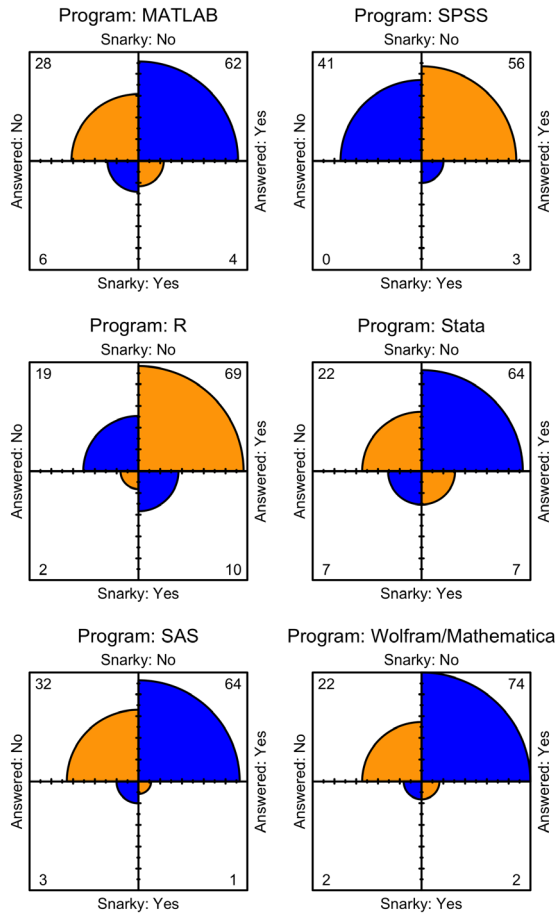 Program: MATLAB
Snarky: No
28 62
Answered: No
Answered: Yes
6 4
Snarky: Yes
Program: SPSS
Snarky: No
41 56
Answered: No
Answered: Yes
0 3
Snarky: Yes
Program: R
Snarky: No
19 69
Answered: No
Answered: Yes
2 10
Snarky: Yes
Program: Stata
Snarky: No
22 64
Answered: No
Answered: Yes
7 7
Snarky: Yes
Program: SAS
Snarky: No
32 64
Answered: No
Answered: Yes
3 1
Snarky: Yes
Program: Wolfram/Mathematica
Snarky: No
22 74
Answered: No
Answered: Yes
2 2
Snarky: Yes